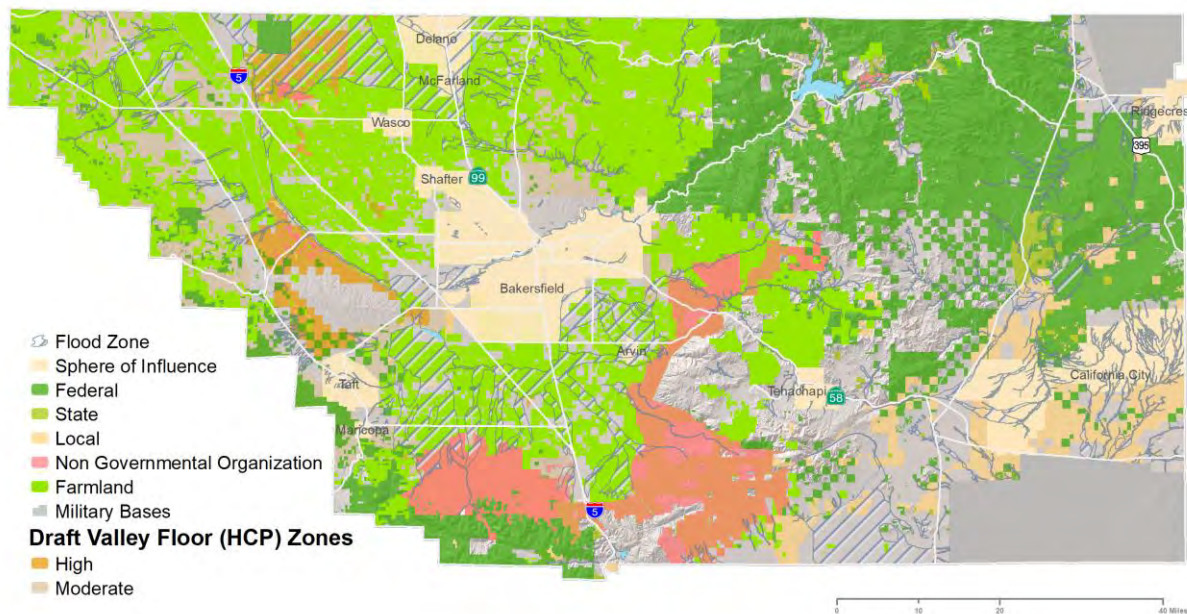 Delano
McFarland
5
Wasco
Ridgecres
395
Shafter
99
Bakersfield
Arvin
Taft
Tehachapi
58
California City
Maricopa
5
Flood Zone
Sphere of Influence
Federal
State
Local
Non Governmental Organization
Farmland
Military Bases
Draft Valley Floor (HCP) Zones
High
Moderate
0 10 20 40 Miles